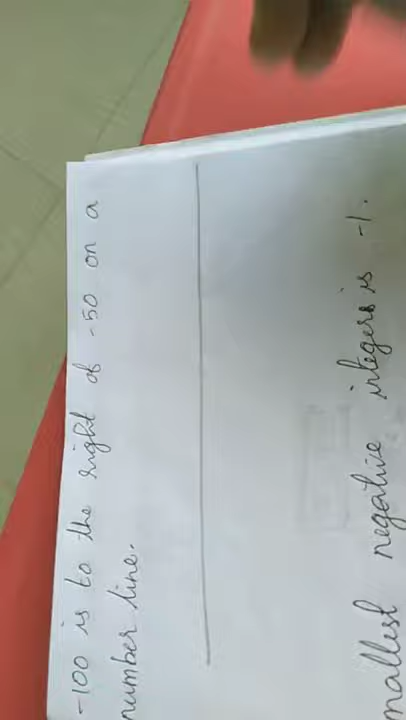 -100 is to the right of -50 on a
number line.
mallest negative integers is -1.